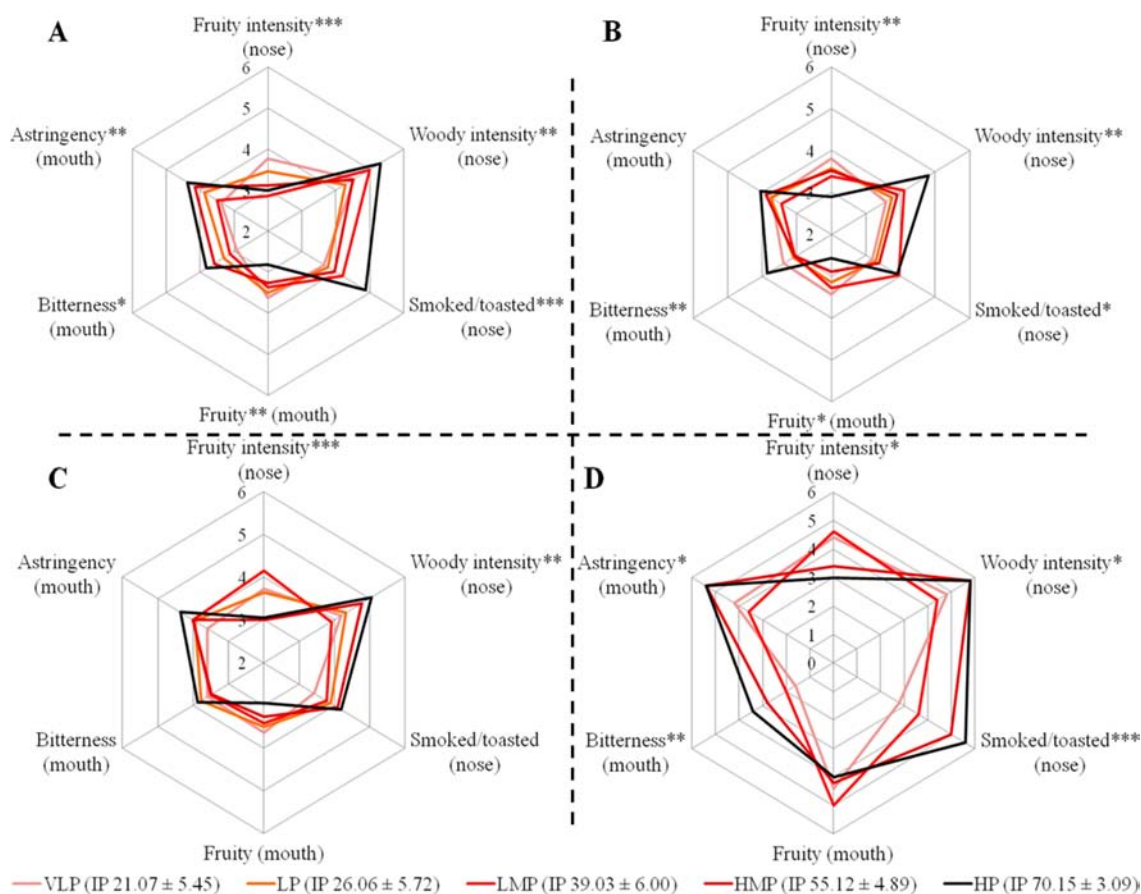 A
Fruity intensity***
(nose)
6
5
4
3
2
Astringency**
(mouth)
Woody intensity**
(nose)
Bitterness*
(mouth)
Smoked/toasted***
(nose)
Fruity** (mouth)
B
Fruity intensity**
(nose)
6
5
4
3
2
Astringency
(mouth)
Woody intensity**
(nose)
Bitterness**
(mouth)
Smoked/toasted*
(nose)
Fruity* (mouth)
C
Fruity intensity***
(nose)
6
5
4
3
2
Astringency
(mouth)
Woody intensity**
(nose)
Bitterness
(mouth)
Smoked/toasted
(nose)
Fruity (mouth)
D
Fruity intensity*
(nose)
6
5
4
3
2
1
0
Astringency*
(mouth)
Woody intensity*
(nose)
Bitterness**
(mouth)
Smoked/toasted***
(nose)
Fruity (mouth)
VLP (IP 21.07 ± 5.45) LP (IP 26.06 ± 5.72) LMP (IP 39.03 ± 6.00) HMP (IP 55.12 ± 4.89) HP (IP 70.15 ± 3.09)